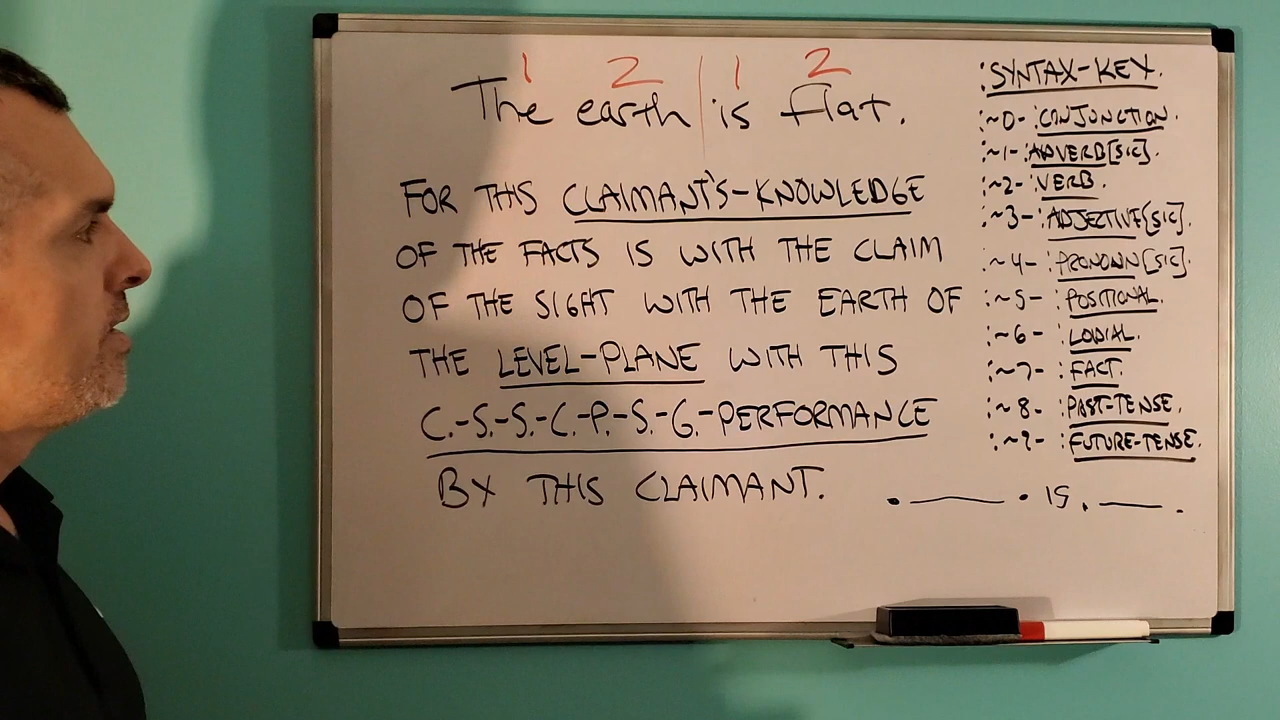 1 2 | 1 2
The earth | is flat.
FOR THIS CLAIMANT'S-KNOWLEDGE
OF THE FACTS IS WITH THE CLAIM
OF THE SIGHT WITH THE EARTH OF
THE LEVEL-PLANE WITH THIS
C.-S.-S.-C.-P.-S.-G.-PERFORMANCE
BY THIS CLAIMANT.
. ——— . IS . —— .
:SYNTAX-KEY.
:~0- :CONJUNCTION.
:~1- :ADVERB[SIC].
:~2- :VERB.
:~3- :ADJECTIVE[SIC].
:~4- :PRONOUN[SIC].
:~5- :POSITIONAL.
:~6- :LODIAL.
:~7- :FACT.
:~8- :PAST-TENSE.
:~9- :FUTURE-TENSE.